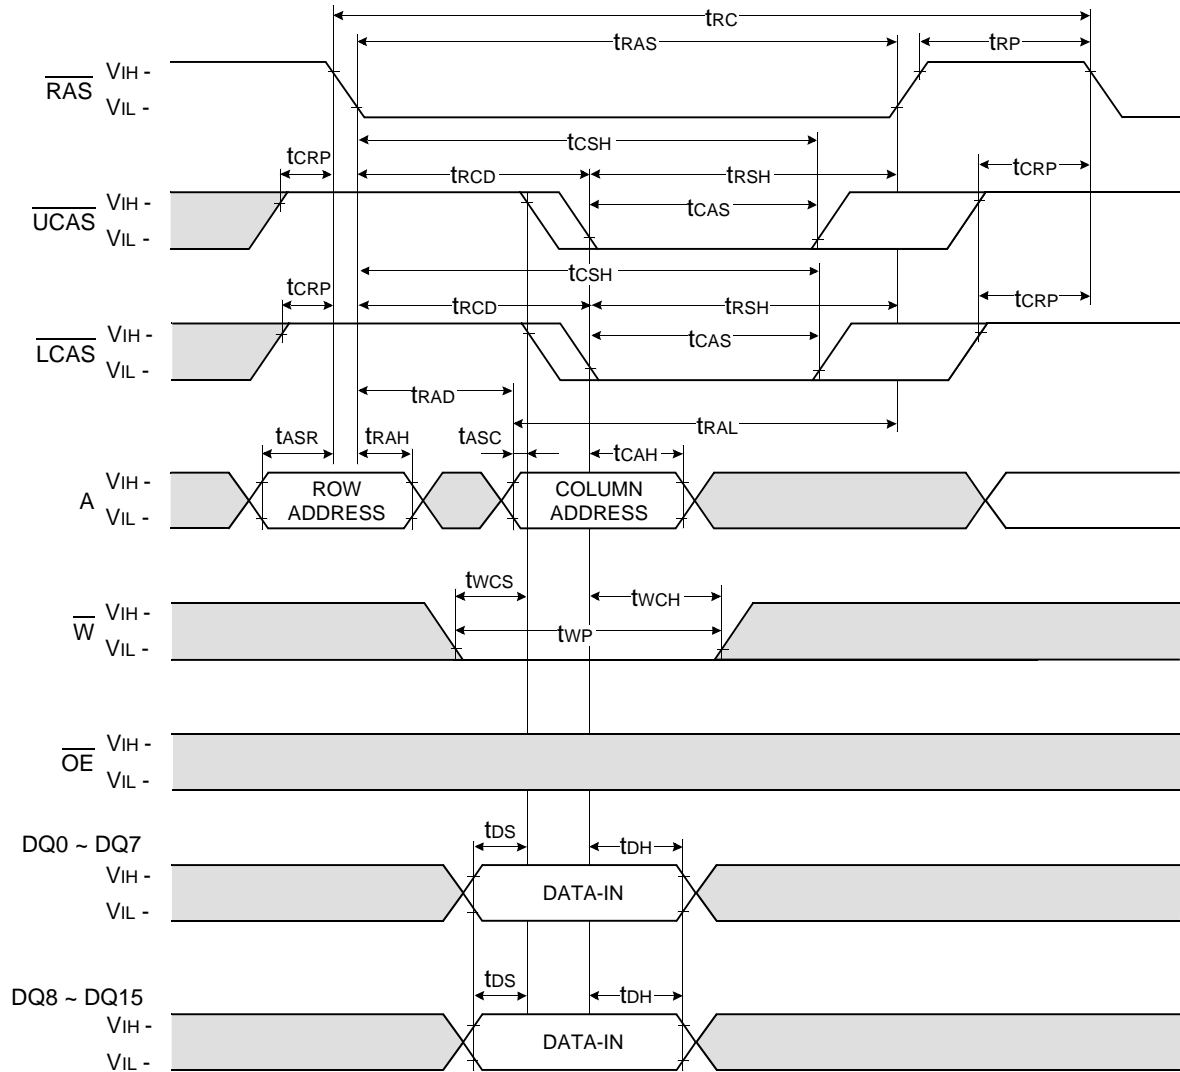 tRC
tRAS tRP
RAS VIH -
VIL -
tCSH
tCRP tRCD tRSH tCRP
UCAS VIH -
VIL -
tCAS
tCSH
tCRP tRCD tRSH tCRP
LCAS VIH -
VIL -
tCAS
tRAD
tRAL
tASR tRAH tASC tCAH
A VIH -
VIL -
ROW
ADDRESS
COLUMN
ADDRESS
tWCS tWCH
W VIH -
VIL -
tWP
OE VIH -
VIL -
DQ0 ~ DQ7
tDS tDH
VIH -
VIL -
DATA-IN
DQ8 ~ DQ15
tDS tDH
VIH -
VIL -
DATA-IN